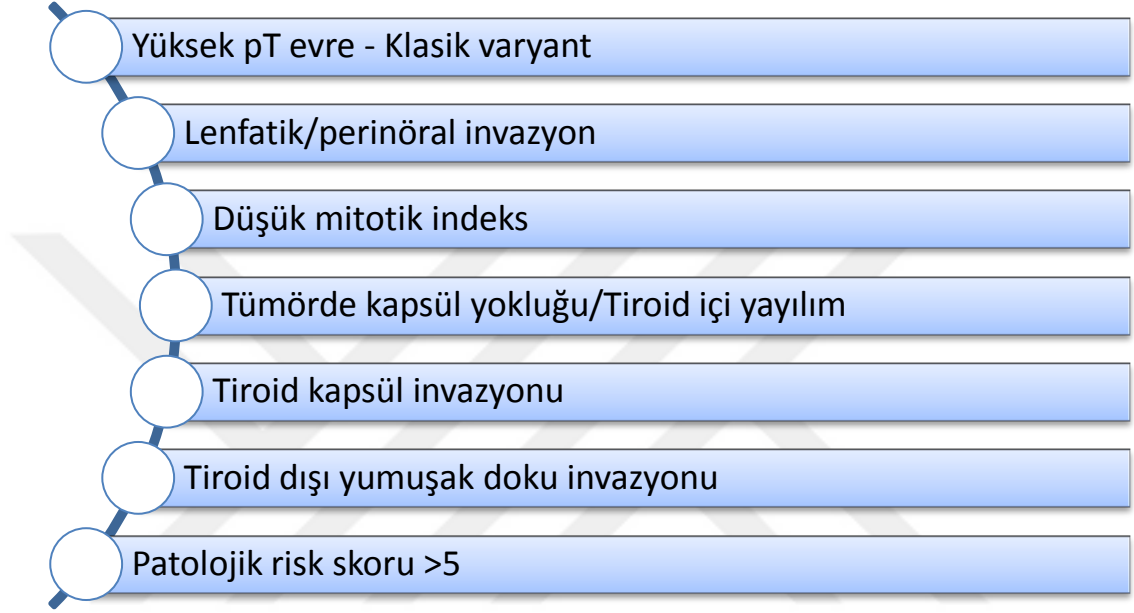 Yüksek pT evre - Klasik varyant
Lenfatik/perinöral invazyon
Düşük mitotik indeks
Tümörde kapsül yokluğu/Tiroid içi yayılım
Tiroid kapsül invazyonu
Tiroid dışı yumuşak doku invazyonu
Patolojik risk skoru >5